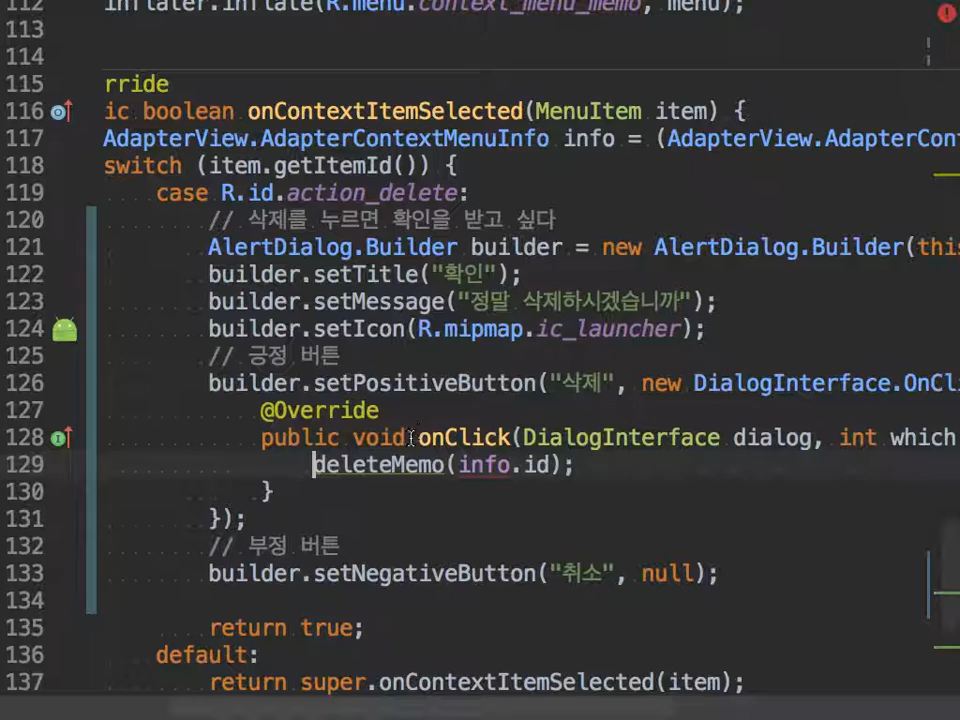 112 inflater.inflate(R.menu.context_menu_memo, menu);
113
114
115 rride
116 ic boolean onContextItemSelected(MenuItem item) {
117 AdapterView.AdapterContextMenuInfo info = (AdapterView.AdapterCont
118 switch (item.getItemId()) {
119 case R.id.action_delete:
120 // 삭제를 누르면 확인을 받고 싶다
121 AlertDialog.Builder builder = new AlertDialog.Builder(this
122 builder.setTitle("확인");
123 builder.setMessage("정말 삭제하시겠습니까");
124 builder.setIcon(R.mipmap.ic_launcher);
125 // 긍정 버튼
126 builder.setPositiveButton("삭제", new DialogInterface.OnCli
127 @Override
128 public void onClick(DialogInterface dialog, int which
129 deleteMemo(info.id);
130 }
131 });
132 // 부정 버튼
133 builder.setNegativeButton("취소", null);
134
135 return true;
136 default:
137 return super.onContextItemSelected(item);